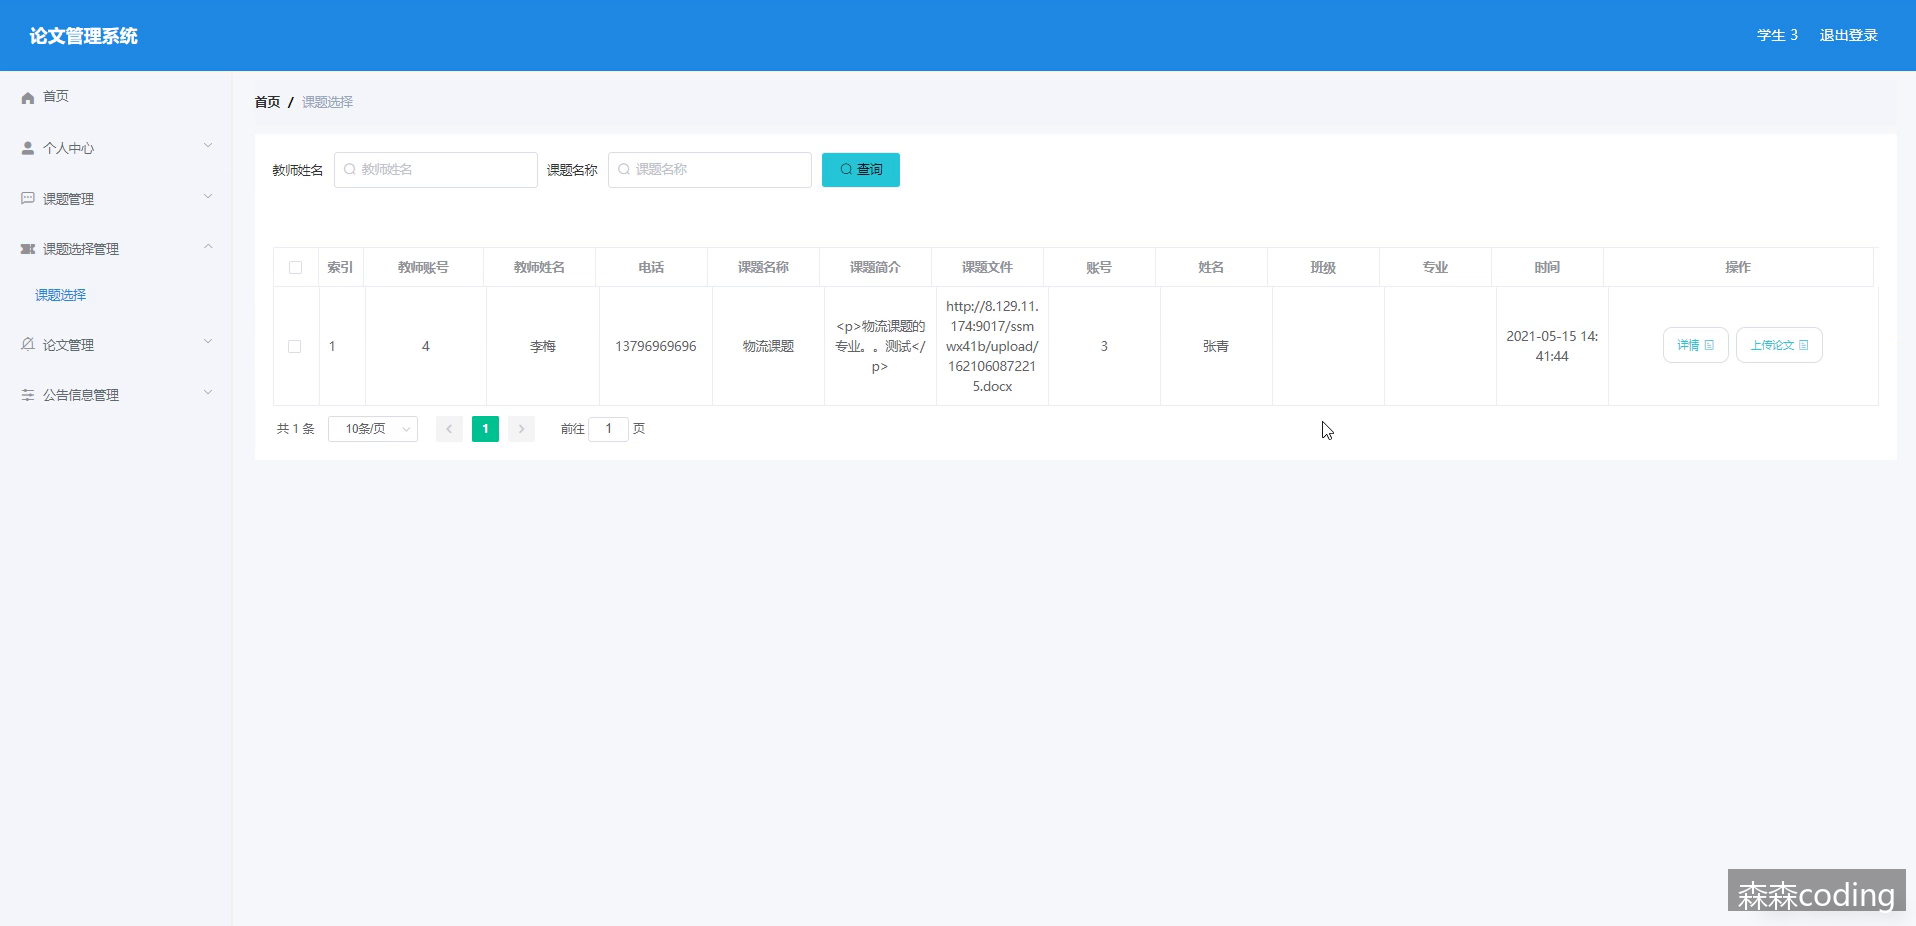 论文管理系统
学生 3 退出登录
首页
个人中心
课题管理
课题选择管理
课题选择
论文管理
公告信息管理
首页 / 课题选择
教师姓名 教师姓名 课题名称 课题名称 查询
索引 教师账号 教师姓名 电话 课题名称 课题简介 课题文件 账号 姓名 班级 专业 时间 操作
1 4 李梅 13796969696 物流课题
<p>物流课题的
专业。。测试</
p>
http://8.129.11.
174:9017/ssm
wx41b/upload/
162106087221
5.docx
3 张青
2021-05-15 14:
41:44
详情 上传论文
共 1 条 10条/页 1 前往 1 页
森森coding